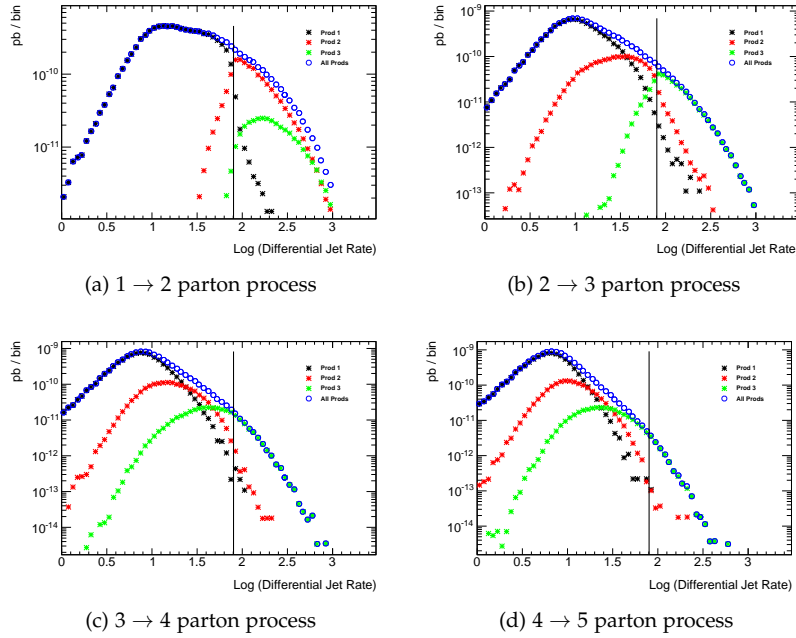 pb / bin
Prod 1
Prod 2
Prod 3
All Prods
10⁻¹⁰
10⁻¹¹
0 0.5 1 1.5 2 2.5 3
Log (Differential Jet Rate)
(a) 1 → 2 parton process
pb / bin
Prod 1
Prod 2
Prod 3
All Prods
10⁻⁹
10⁻¹⁰
10⁻¹¹
10⁻¹²
10⁻¹³
0 0.5 1 1.5 2 2.5 3
Log (Differential Jet Rate)
(b) 2 → 3 parton process
pb / bin
Prod 1
Prod 2
Prod 3
All Prods
10⁻⁹
10⁻¹⁰
10⁻¹¹
10⁻¹²
10⁻¹³
10⁻¹⁴
0 0.5 1 1.5 2 2.5 3
Log (Differential Jet Rate)
(c) 3 → 4 parton process
pb / bin
Prod 1
Prod 2
Prod 3
All Prods
10⁻⁹
10⁻¹⁰
10⁻¹¹
10⁻¹²
10⁻¹³
10⁻¹⁴
0 0.5 1 1.5 2 2.5 3
Log (Differential Jet Rate)
(d) 4 → 5 parton process